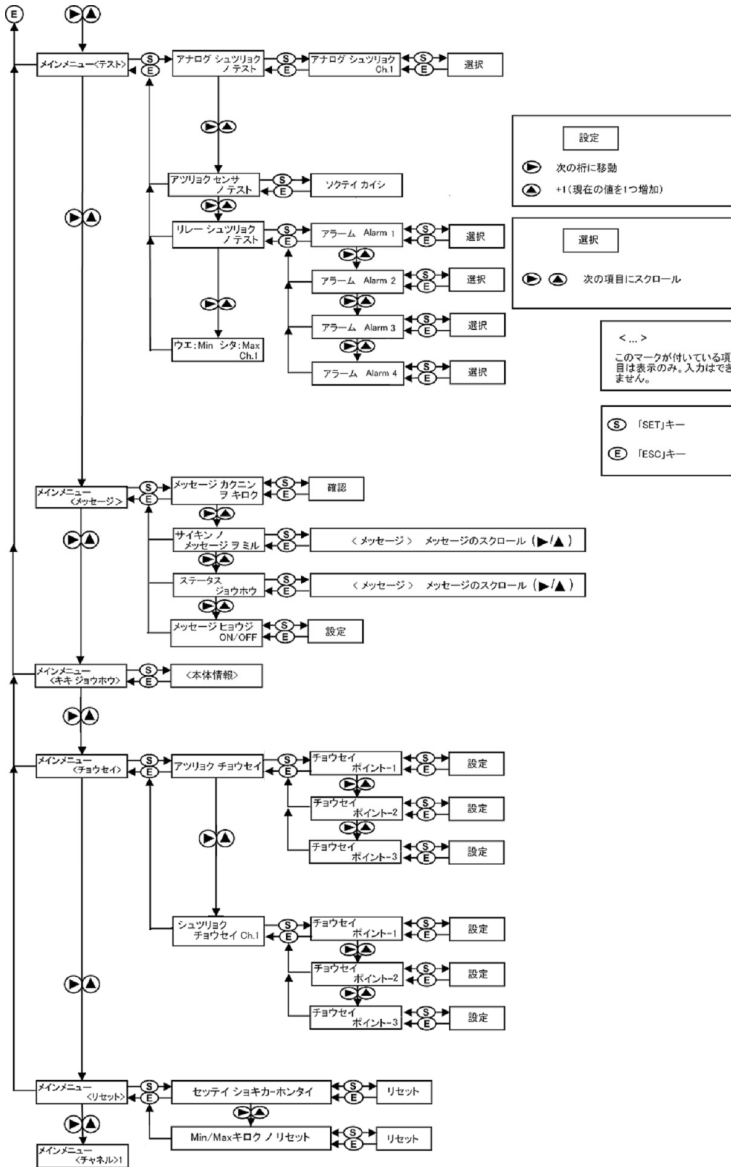 E
メインメニュー<テスト>
S
E
アナログ シュツリョク
ノ テスト
S
E
アナログ シュツリョク
Ch.1
S
E
選択
アツリョク センサ
ノ テスト
S
E
ソクテイ カイシ
リレー シュツリョク
ノ テスト
S
E
アラーム Alarm 1
S
E
選択
アラーム Alarm 2
S
E
選択
アラーム Alarm 3
S
E
選択
ウエ:Min シタ:Max
Ch.1
アラーム Alarm 4
S
E
選択
設定
次の桁に移動
+1(現在の値を1つ増加)
選択
次の項目にスクロール
<...>
このマークが付いている項
目は表示のみ。入力はでき
ません。
S 「SET」キー
E 「ESC」キー
メインメニュー
<メッセージ>
S
E
メッセージ カクニン
ヲ キロク
S
E
確認
サイキン ノ
メッセージ ヲ ミル
S
E
<メッセージ> メッセージのスクロール (▶/▲)
ステータス
ジョウホウ
S
E
<メッセージ> メッセージのスクロール (▶/▲)
メッセージ ヒョウジ
ON/OFF
S
E
設定
メインメニュー
<キキ ジョウホウ>
S
E
<本体情報>
メインメニュー
<チョウセイ>
S
E
アツリョク チョウセイ
S
E
チョウセイ
ポイント-1
S
E
設定
チョウセイ
ポイント-2
S
E
設定
チョウセイ
ポイント-3
S
E
設定
シュツリョク
チョウセイ Ch.1
S
E
チョウセイ
ポイント-1
S
E
設定
チョウセイ
ポイント-2
S
E
設定
チョウセイ
ポイント-3
S
E
設定
メインメニュー
<リセット>
S
E
セッテイ ショキカーホンタイ
S
E
リセット
Min/Maxキロク ノ リセット
S
E
リセット
メインメニュー
<チャネル>1